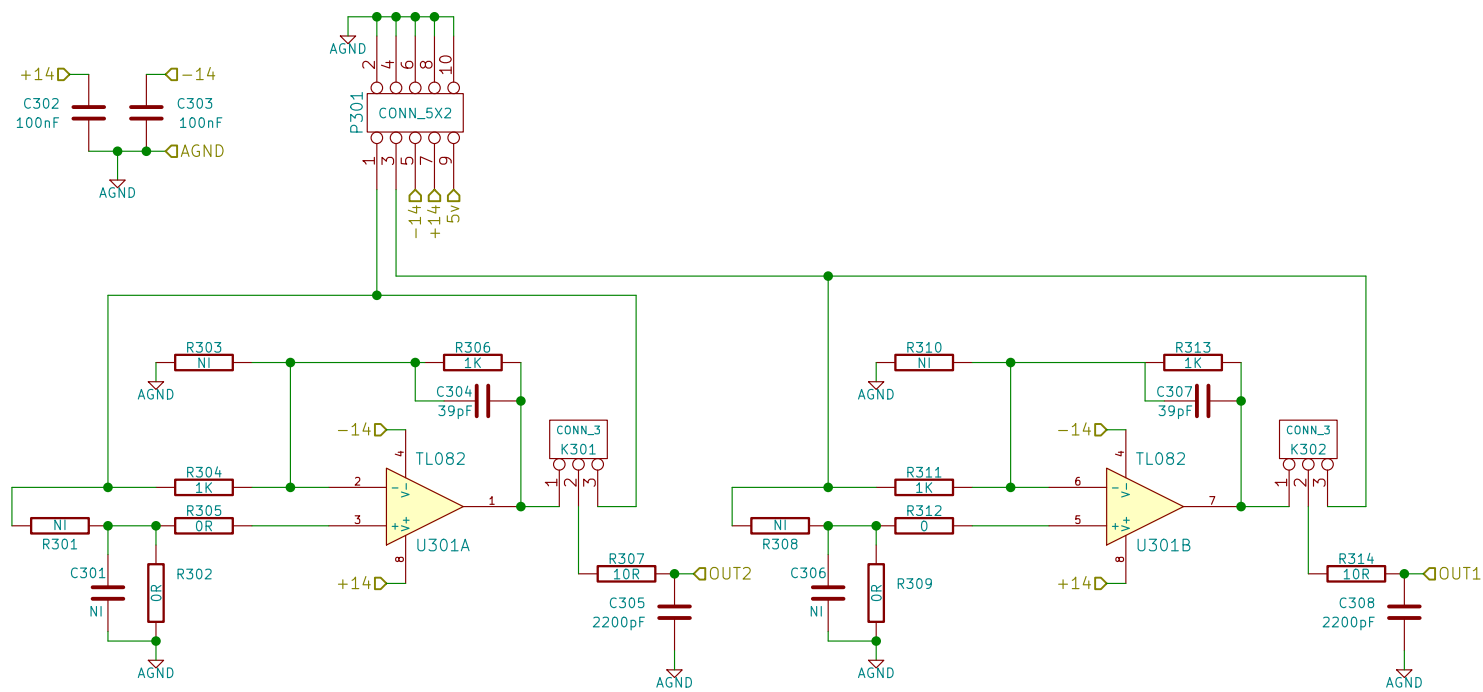 AGND
2
4
6
8
10
P301
CONN_5X2
1
3
5
7
9
-14
+14
5v
+14
-14
C302
100nF
C303
100nF
AGND
AGND
R303
NI
AGND
R306
1K
C304
39pF
-14
4
TL082
R304
1K
2
-
V-
1
R305
0R
3
+
V+
U301A
8
+14
NI
R301
C301
NI
0R
R302
AGND
CONN_3
K301
1
2
3
R307
10R
OUT2
C305
2200pF
AGND
R310
NI
AGND
R313
1K
C307
39pF
-14
4
TL082
R311
1K
6
-
V-
7
R312
0
5
+
V+
U301B
8
+14
NI
R308
C306
NI
0R
R309
AGND
CONN_3
K302
1
2
3
R314
10R
OUT1
C308
2200pF
AGND